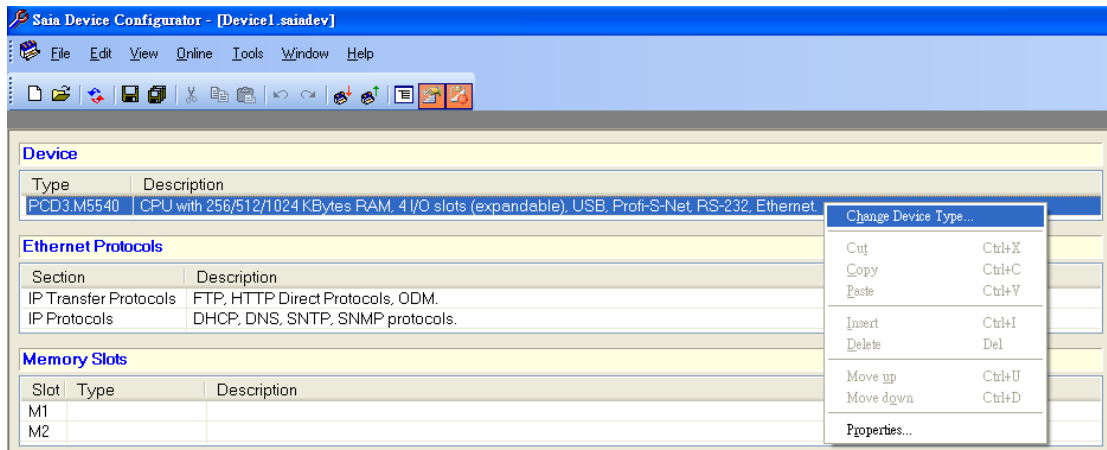 Saia Device Configurator - [Device1.saiadev]
File Edit View Online Tools Window Help
Device
Type Description
PCD3.M5540 CPU with 256/512/1024 KBytes RAM, 4 I/O slots (expandable), USB, Profi-S-Net, RS-232, Ethernet.
Change Device Type...
Cut Ctrl+X
Copy Ctrl+C
Paste Ctrl+V
Insert Ctrl+I
Delete Del
Move up Ctrl+U
Move down Ctrl+D
Properties...
Ethernet Protocols
Section Description
IP Transfer Protocols FTP, HTTP Direct Protocols, ODM.
IP Protocols DHCP, DNS, SNTP, SNMP protocols.
Memory Slots
Slot Type Description
M1
M2